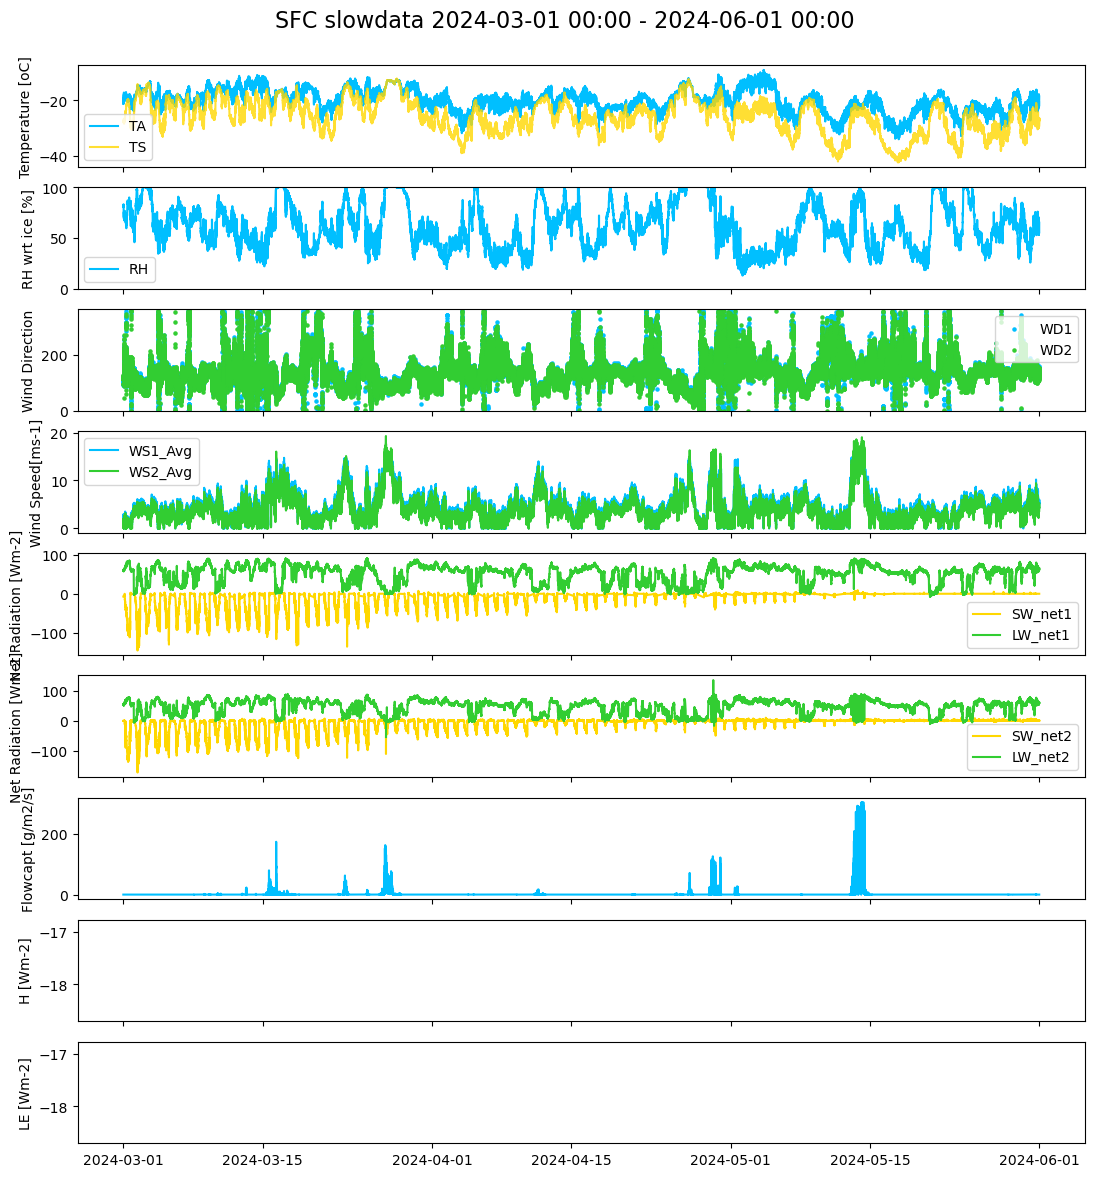 SFC slowdata 2024-03-01 00:00 - 2024-06-01 00:00
Temperature [oC]
−20
−40
TA
TS
RH wrt ice [%]
100
50
0
RH
Wind Direction
200
0
WD1
WD2
Wind Speed[ms-1]
20
10
0
WS1_Avg
WS2_Avg
Net Radiation [Wm-2]
100
0
−100
SW_net1
LW_net1
Net Radiation [Wm-2]
100
0
−100
SW_net2
LW_net2
Flowcapt [g/m2/s]
200
0
H [Wm-2]
−17
−18
LE [Wm-2]
−17
−18
2024-03-01 2024-03-15 2024-04-01 2024-04-15 2024-05-01 2024-05-15 2024-06-01